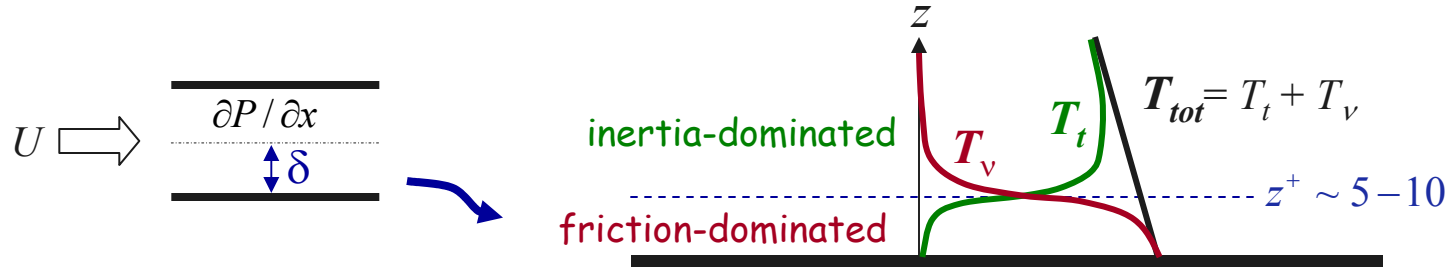 U
∂P/∂x
δ
z
inertia-dominated
T_ν
T_t
T_tot= T_t + T_ν
z⁺ ~ 5−10
friction-dominated